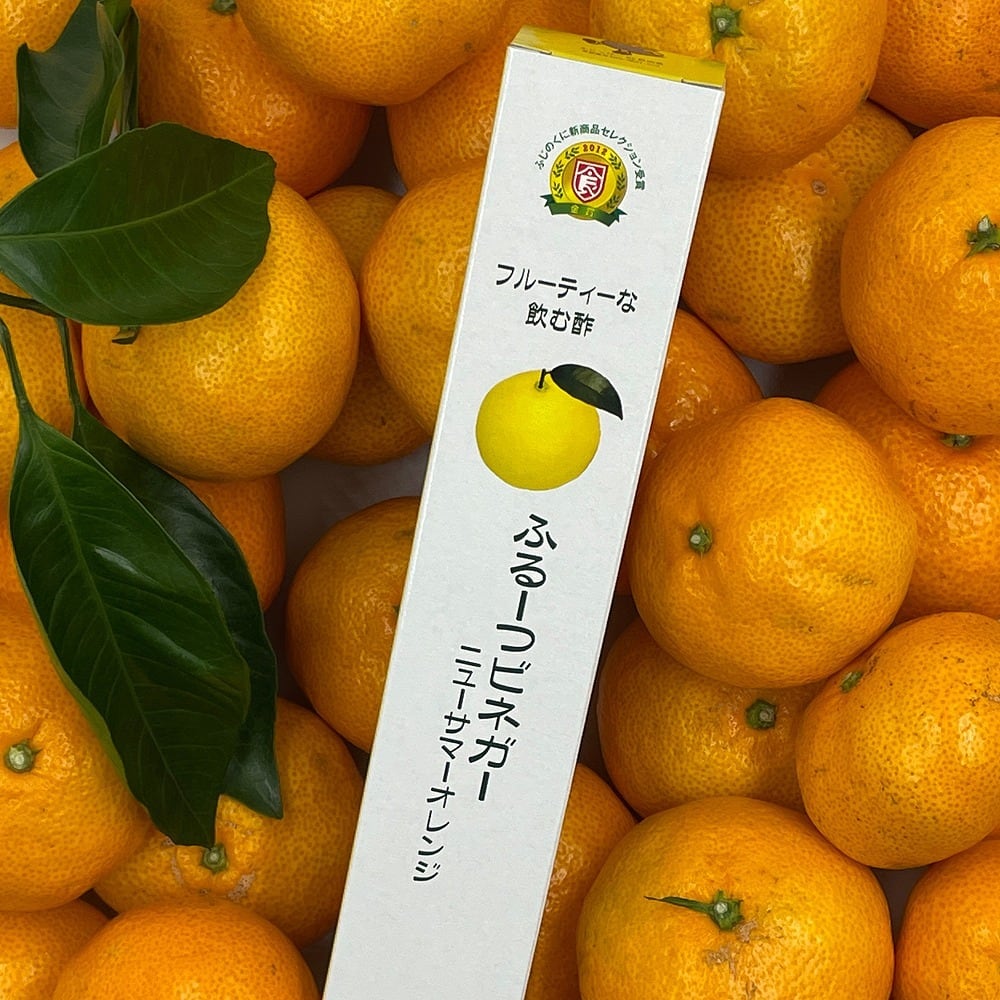 ふじのくに新商品セレクション受賞
2012
金賞
フルーティーな
飲む酢
ふるーつビネガー
ニューサマーオレンジ